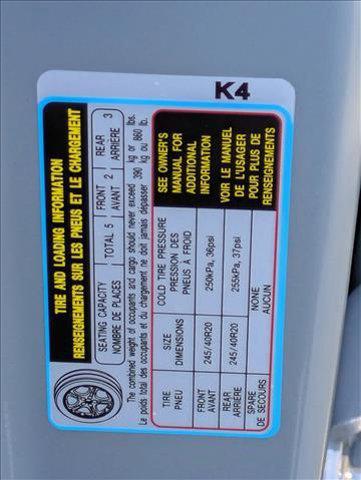 K4
TIRE AND LOADING INFORMATION
RENSEIGNEMENTS SUR LES PNEUS ET LE CHARGEMENT
SEATING CAPACITY
NOMBRE DE PLACES
TOTAL 5
FRONT
AVANT 2
REAR
ARRIÈRE 3
The combined weight of occupants and cargo should never exceed 390 kg or 860 lbs.
Le poids total des occupants et du chargement ne doit jamais dépasser 390 kg ou 860 lb.
TIRE
PNEU
SIZE
DIMENSIONS
COLD TIRE PRESSURE
PRESSION DES
PNEUS À FROID
FRONT
AVANT
245/40R20
250kPa, 36psi
REAR
ARRIÈRE
245/40R20
255kPa, 37psi
SPARE
DE SECOURS
NONE
AUCUN
SEE OWNER'S
MANUAL FOR
ADDITIONAL
INFORMATION
VOIR LE MANUEL
DE L'USAGER
POUR PLUS DE
RENSEIGNEMENTS